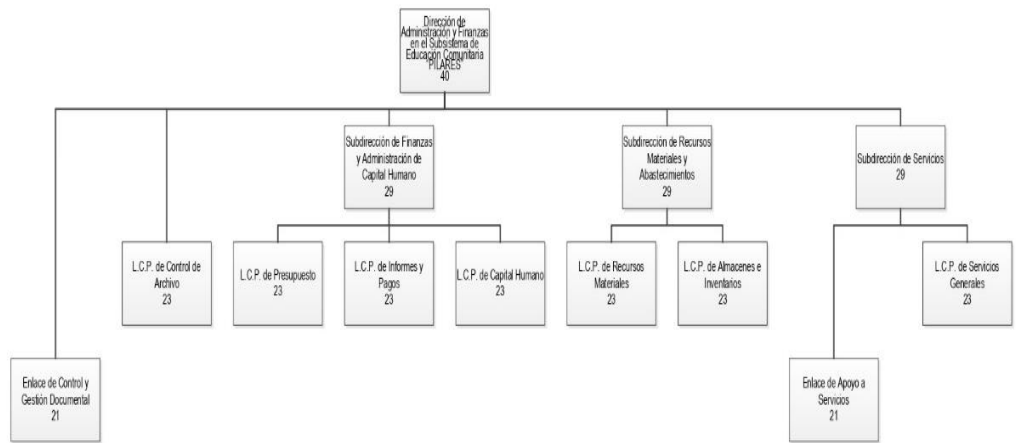 Dirección de
Administración y Finanzas
en el Subsistema de
Educación Comunitaria
"PILARES"
40
Subdirección de Finanzas
y Administración de
Capital Humano
29
Subdirección de Recursos
Materiales y
Abastecimientos
29
Subdirección de Servicios
29
L.C.P. de Control de
Archivo
23
L.C.P. de Presupuesto
23
L.C.P. de Informes y
Pagos
23
L.C.P. de Capital Humano
23
L.C.P. de Recursos
Materiales
23
L.C.P. de Almacenes e
Inventarios
23
L.C.P. de Servicios
Generales
23
Enlace de Control y
Gestión Documental
21
Enlace de Apoyo a
Servicios
21